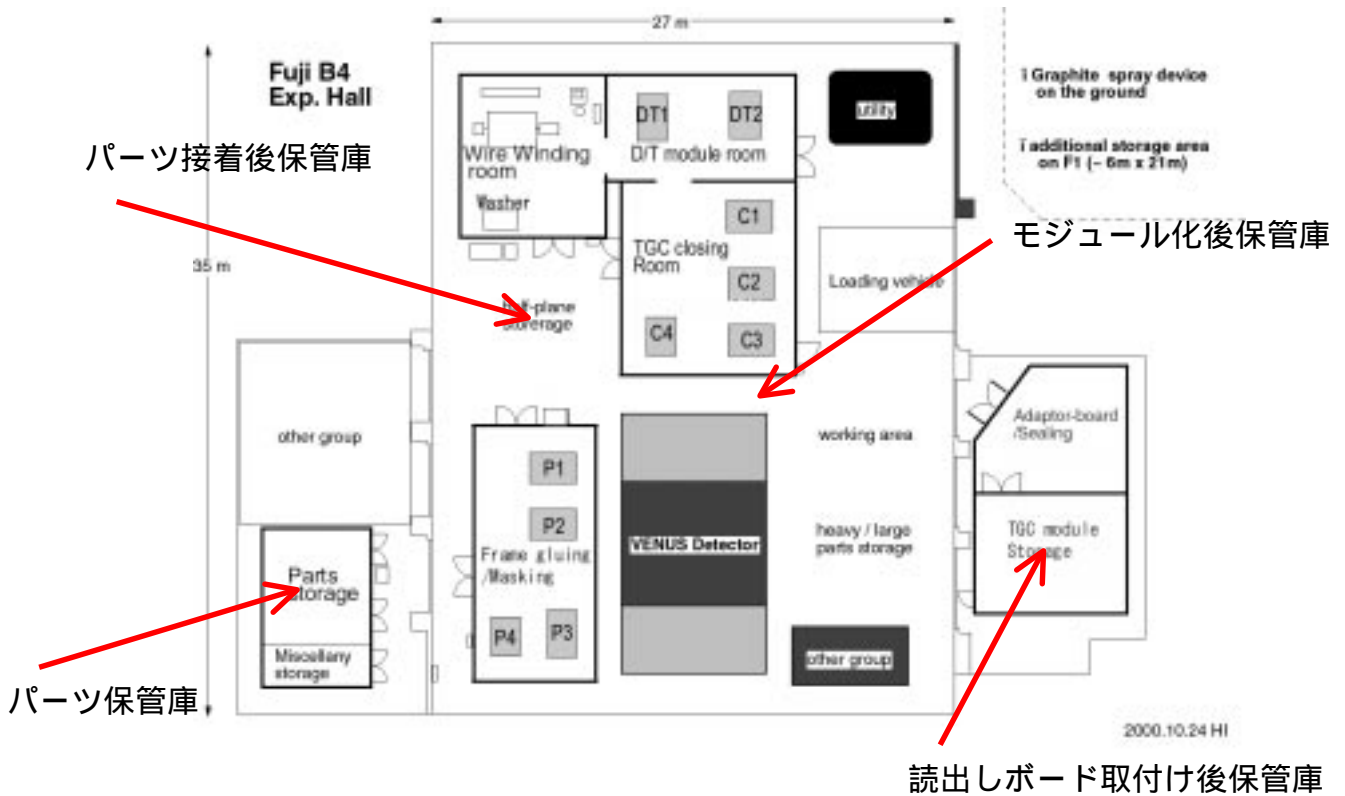 27 m
Fuji B4
Exp. Hall
Graphite spray device
on the ground
additional storage area
on F1 (~ 6m x 21m)
utility
DT1
DT2
Wire Winding
room
D/T module room
Washer
パーツ接着後保管庫
モジュール化後保管庫
C1
TGC closing
Room
C2
Loading vehicle
35 m
half-plane
storerage
C4
C3
other group
Adaptor-board
/Sealing
working area
P1
P2
Frame gluing
/Masking
VENUS Detector
heavy / large
parts storage
TGC module
Storage
Parts
storage
P4
P3
Miscellany
storage
other group
パーツ保管庫
2000.10.24 HI
読出しボード取付け後保管庫